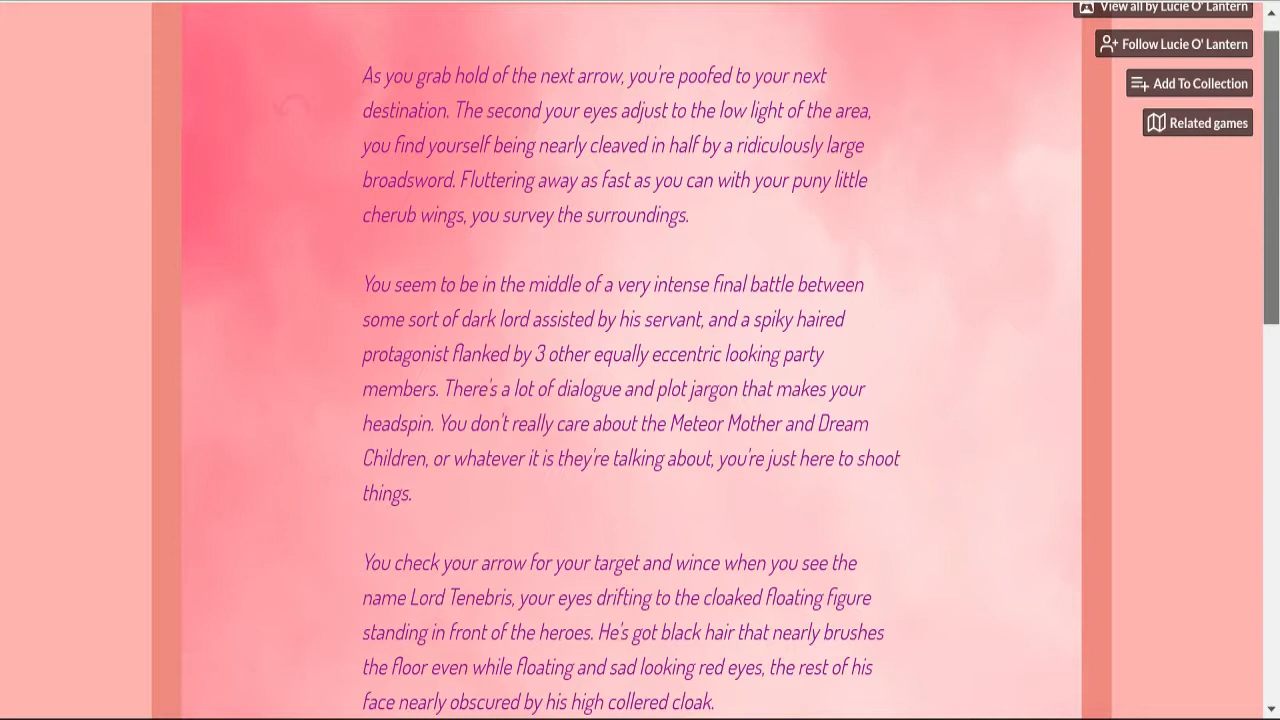 View all by Lucie O' Lantern
Follow Lucie O' Lantern
Add To Collection
Related games
As you grab hold of the next arrow, you're poofed to your next
destination. The second your eyes adjust to the low light of the area,
you find yourself being nearly cleaved in half by a ridiculously large
broadsword. Fluttering away as fast as you can with your puny little
cherub wings, you survey the surroundings.
You seem to be in the middle of a very intense final battle between
some sort of dark lord assisted by his servant, and a spiky haired
protagonist flanked by 3 other equally eccentric looking party
members. There's a lot of dialogue and plot jargon that makes your
headspin. You don't really care about the Meteor Mother and Dream
Children, or whatever it is they're talking about, you're just here to shoot
things.
You check your arrow for your target and wince when you see the
name Lord Tenebris, your eyes drifting to the cloaked floating figure
standing in front of the heroes. He's got black hair that nearly brushes
the floor even while floating and sad looking red eyes, the rest of his
face nearly obscured by his high collered cloak.